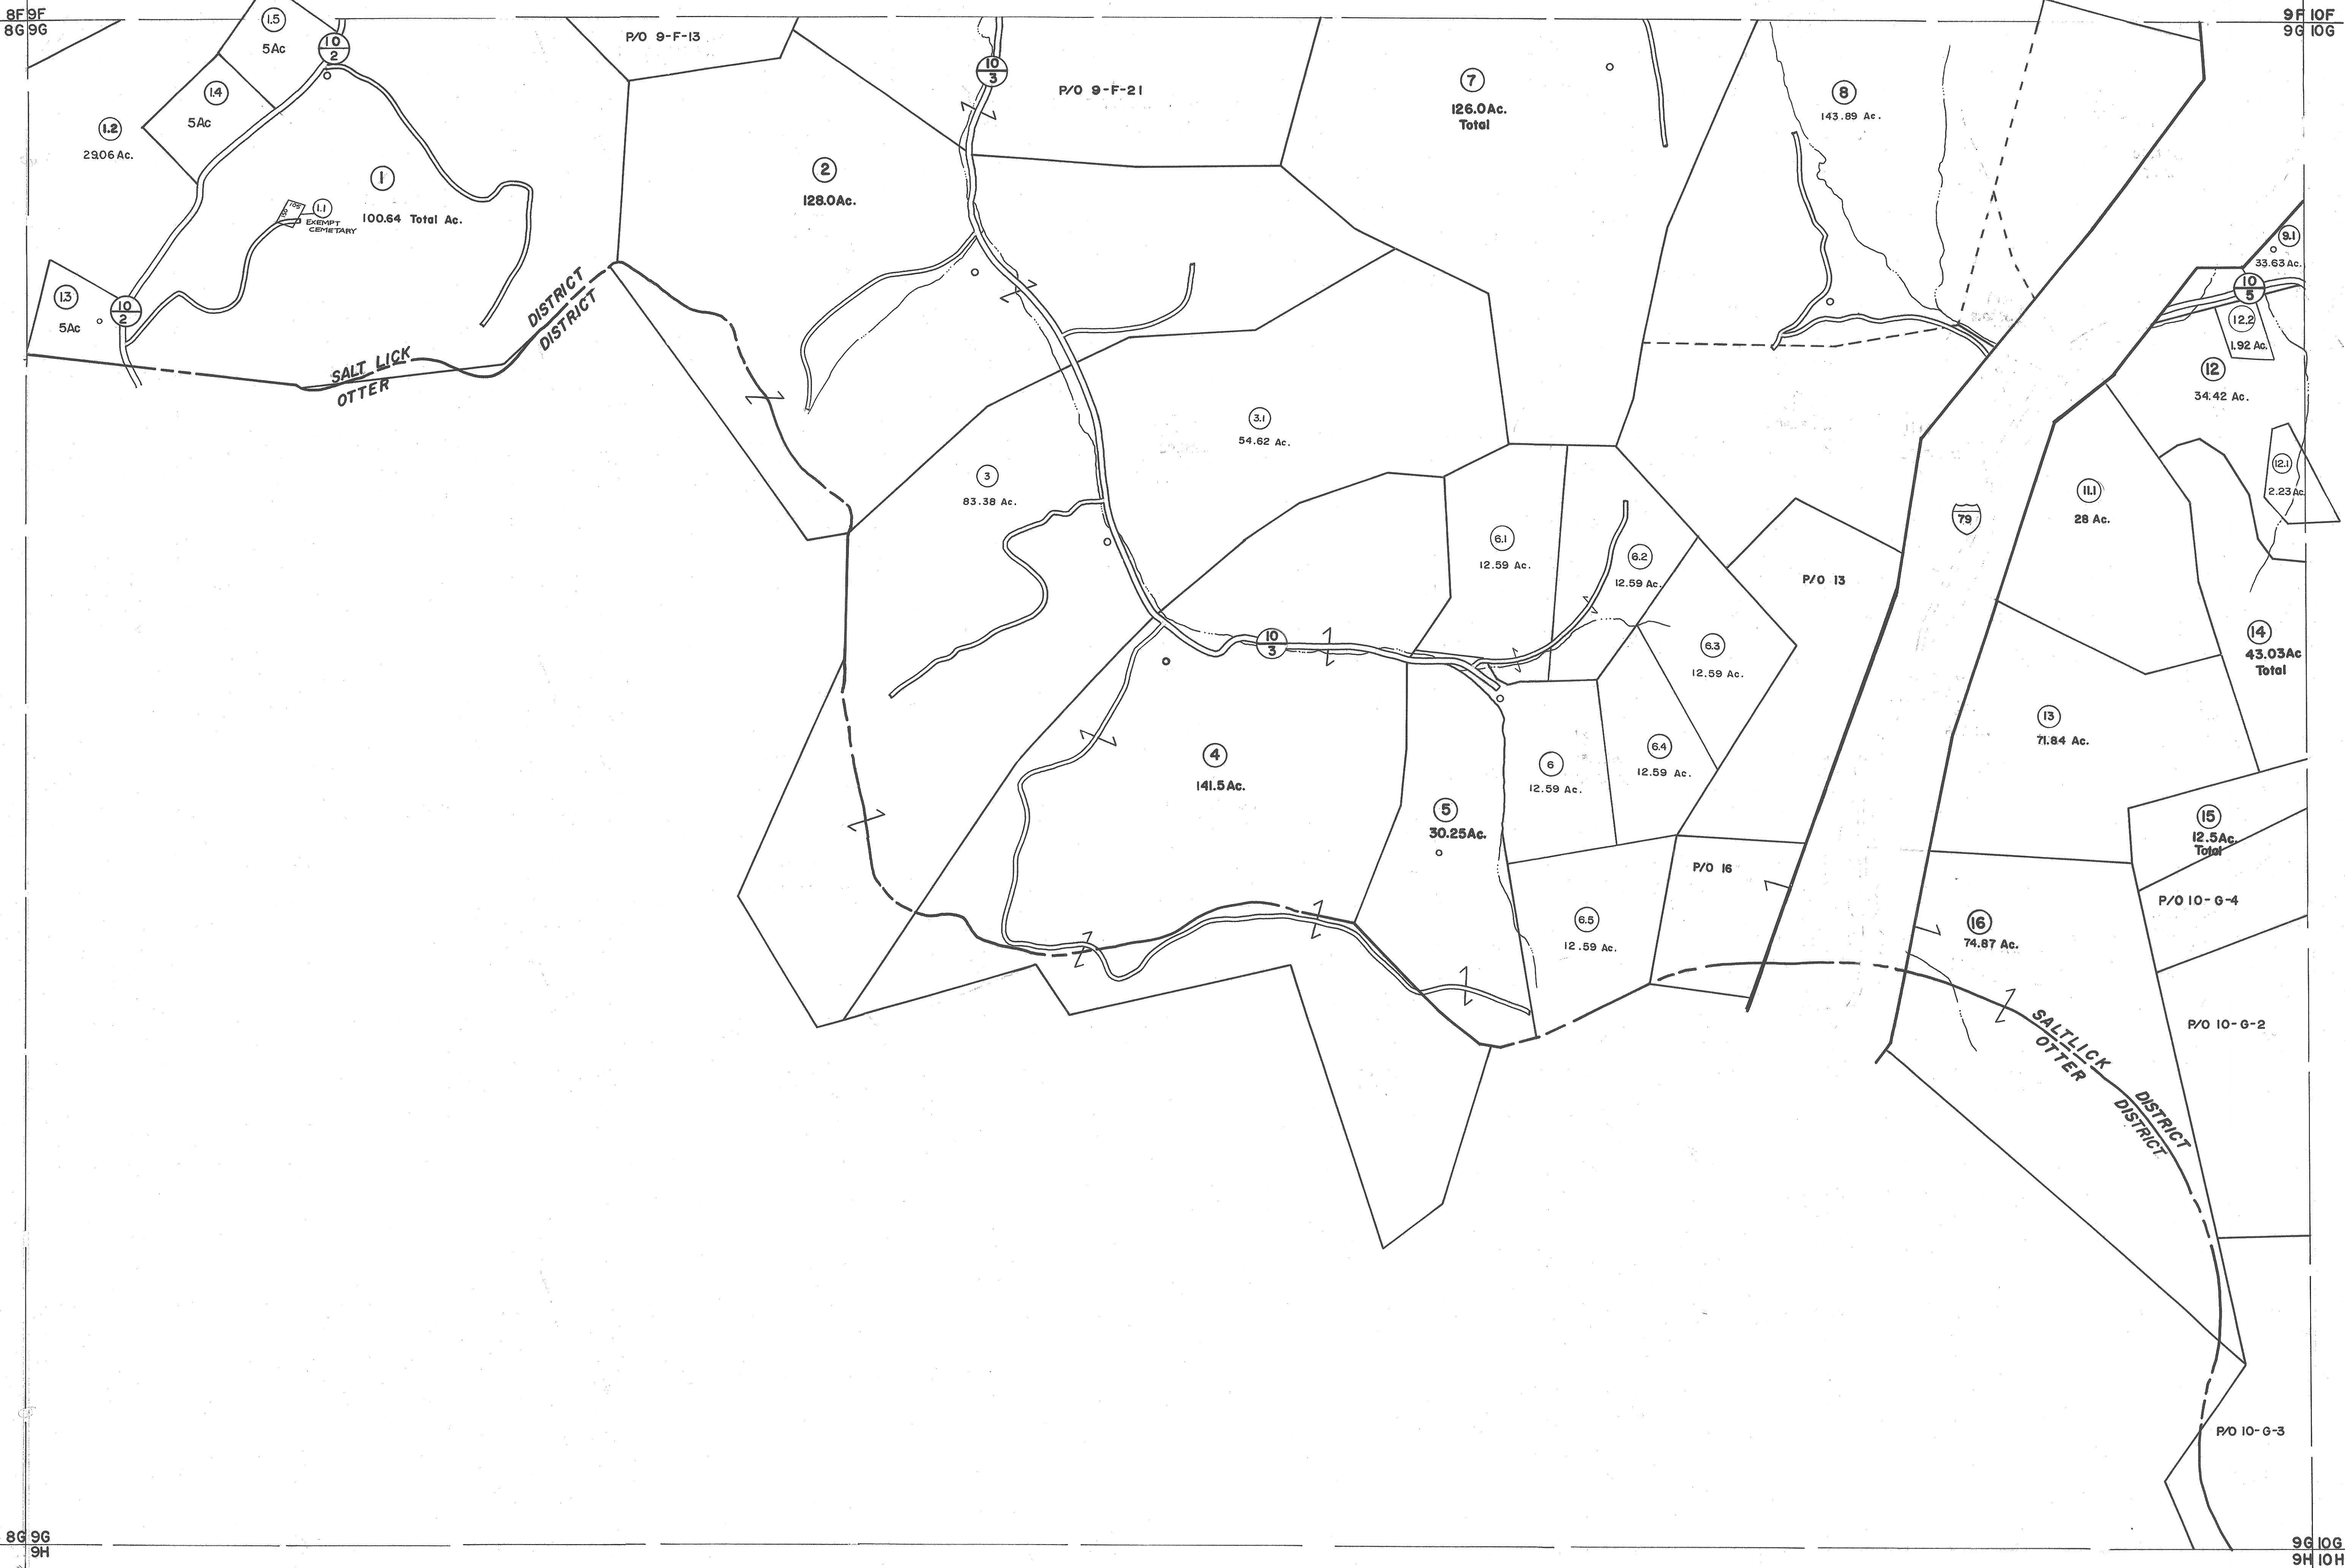 8F 9F
8G 9G
9F 10F
9G 10G
1.5
5Ac
10
2
P/O 9-F-13
10
3
P/O 9-F-21
7
126.0Ac.
Total
8
143.89 Ac.
1.4
5Ac
1.2
29.06 Ac.
1
100.64 Total Ac.
1.1
EXEMPT
CEMETARY
105
2
128.0Ac.
9.1
33.63 Ac.
10
5
12.2
1.92 Ac.
12
34.42 Ac.
1.3
5Ac
10
2
DISTRICT
DISTRICT
SALT LICK
OTTER
3.1
54.62 Ac.
3
83.38 Ac.
12.1
2.23 Ac.
11.1
28 Ac.
79
6.1
12.59 Ac.
6.2
12.59 Ac.
P/O 13
10
3
6.3
12.59 Ac.
14
43.03Ac
Total
13
71.84 Ac.
4
141.5Ac.
6
12.59 Ac.
6.4
12.59 Ac.
5
30.25Ac.
15
12.5Ac.
Total
P/O 16
P/O 10-G-4
6.5
12.59 Ac.
16
74.87 Ac.
P/O 10-G-2
SALTLICK
OTTER
DISTRICT
DISTRICT
P/O 10-G-3
8G 9G
9H
9G 10G
9H 10H